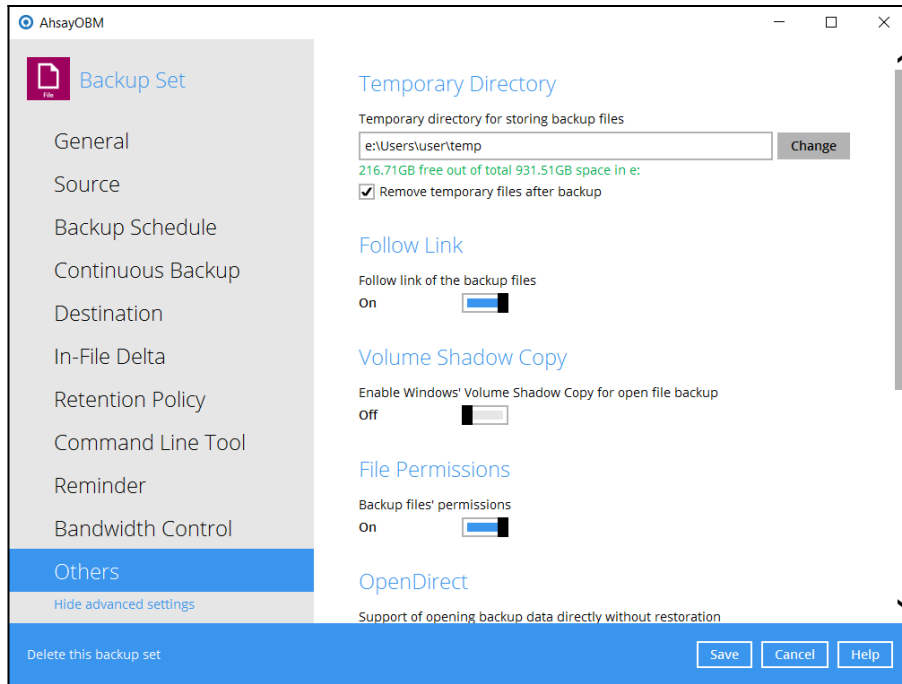 AhsayOBM
Backup Set
File
General
Source
Backup Schedule
Continuous Backup
Destination
In-File Delta
Retention Policy
Command Line Tool
Reminder
Bandwidth Control
Others
Hide advanced settings
Temporary Directory
Temporary directory for storing backup files
e:\Users\user\temp
Change
216.71GB free out of total 931.51GB space in e:
Remove temporary files after backup
Follow Link
Follow link of the backup files
On
Volume Shadow Copy
Enable Windows' Volume Shadow Copy for open file backup
Off
File Permissions
Backup files' permissions
On
OpenDirect
Support of opening backup data directly without restoration
Delete this backup set
Save
Cancel
Help